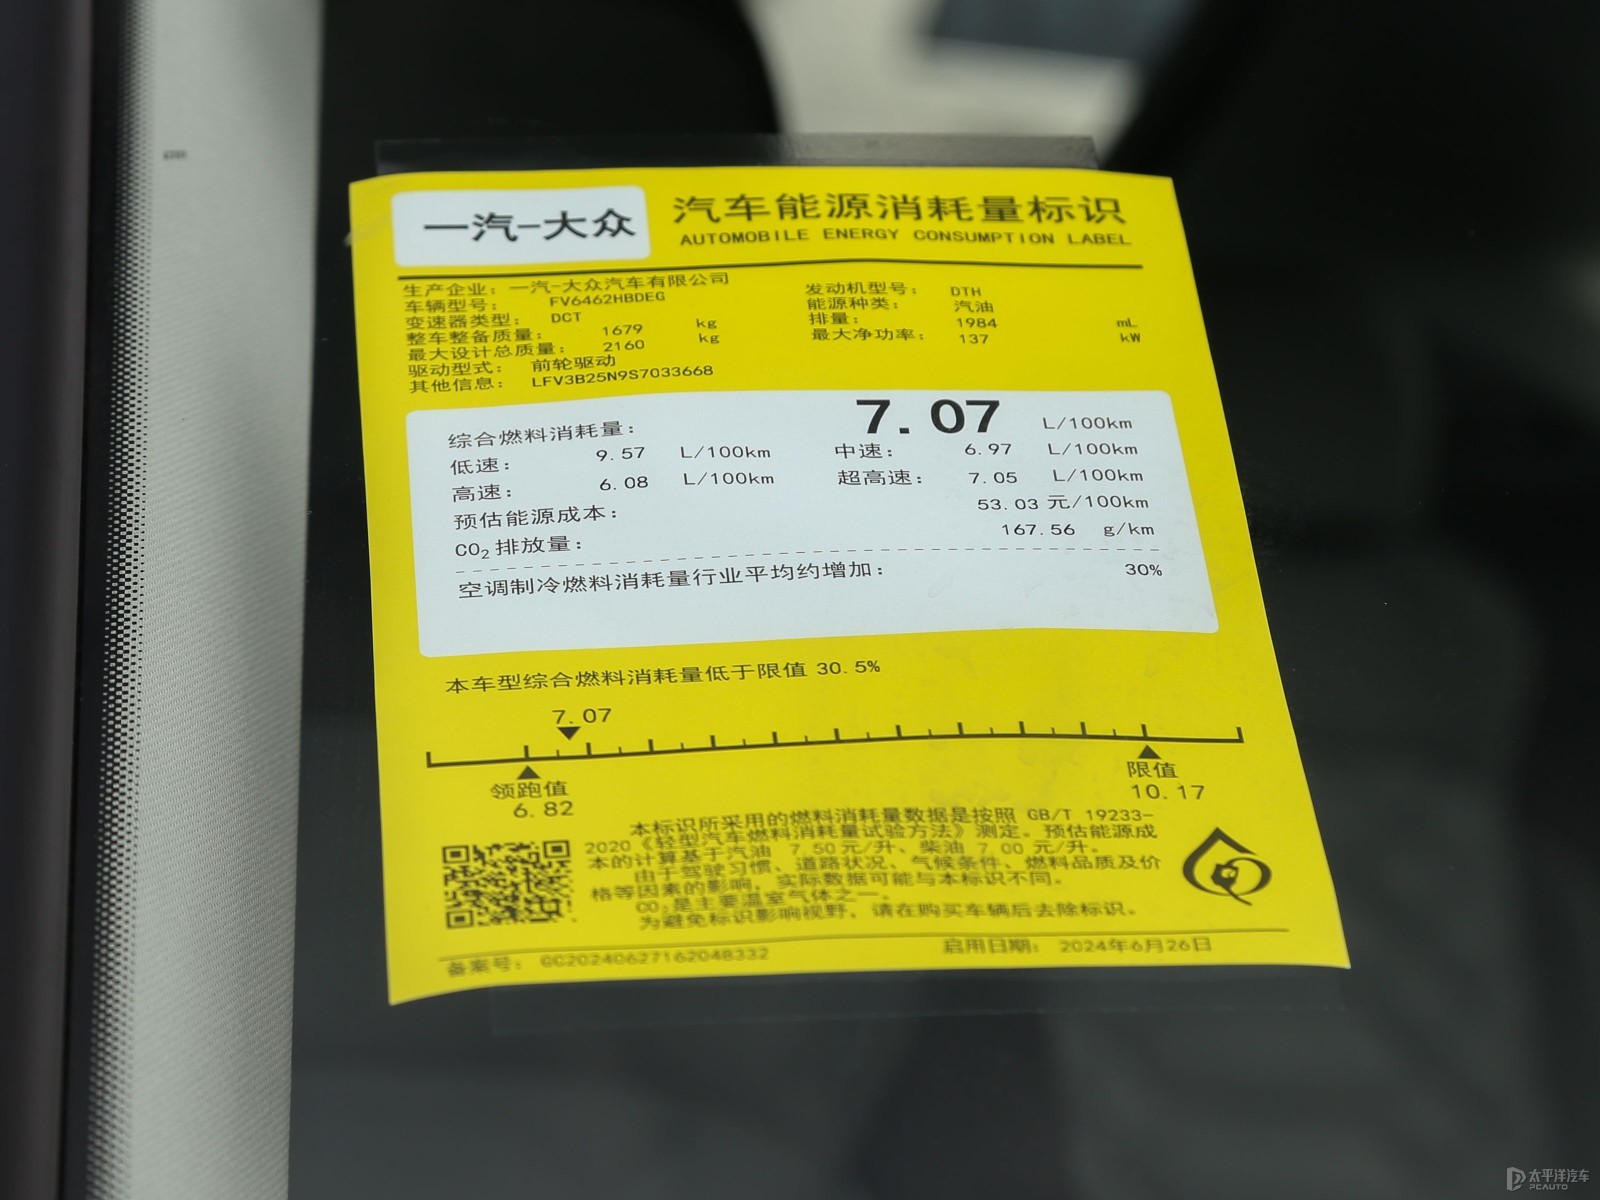 一汽-大众
汽车能源消耗量标识
AUTOMOBILE ENERGY CONSUMPTION LABEL
生产企业: 一汽-大众汽车有限公司
车辆型号: FV6462HBDEG
变速器类型: DCT
整车整备质量: 1679 kg
最大设计总质量: 2160 kg
驱动型式: 前轮驱动
其他信息: LFV3B25N9S7033668
发动机型号: DTH
能源种类: 汽油
排量: 1984 mL
最大净功率: 137 kW
综合燃料消耗量: 7.07 L/100km
低速: 9.57 L/100km 中速: 6.97 L/100km
高速: 6.08 L/100km 超高速: 7.05 L/100km
预估能源成本: 53.03 元/100km
CO₂排放量: 167.56 g/km
空调制冷燃料消耗量行业平均约增加: 30%
本车型综合燃料消耗量低于限值 30.5%
7.07
领跑值
6.82
限值
10.17
本标识所采用的燃料消耗量数据是按照 GB/T 19233-
2020《轻型汽车燃料消耗量试验方法》测定。预估能源成
本的计算基于汽油 7.50元/升、柴油 7.00 元/升。
由于驾驶习惯、道路状况、气候条件、燃料品质及价
格等因素的影响，实际数据可能与本标识不同。
CO₂是主要温室气体之一。
为避免标识影响视野，请在购买车辆后去除标识。
备案号: GC20240627162048332
启用日期: 2024年6月26日
太平洋汽车
PCAUTO